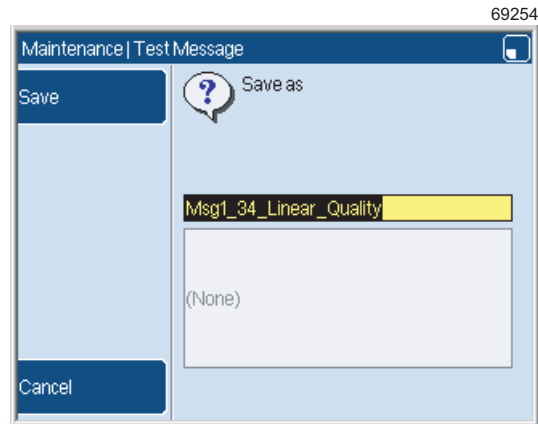 69254
Maintenance | Test Message
Save
Save as
Msg1_34_Linear_Quality
(None)
Cancel